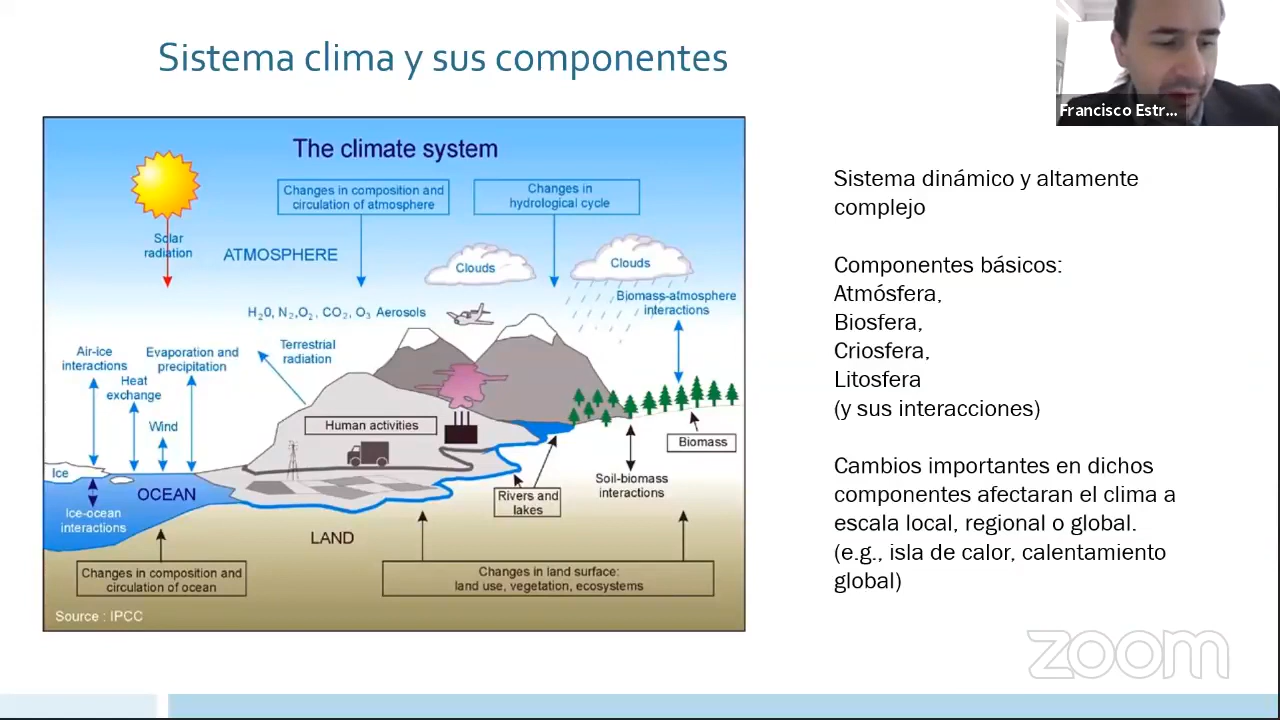 Sistema clima y sus componentes
Francisco Estr...
The climate system
Changes in composition and
circulation of atmosphere
Changes in
hydrological cycle
Solar
radiation
ATMOSPHERE
Clouds
Clouds
Biomass-atmosphere
interactions
H₂0, N₂,O₂, CO₂, O₃ Aerosols
Air-ice
interactions
Evaporation and
precipitation
Terrestrial
radiation
Heat
exchange
Wind
Human activities
Biomass
Ice
OCEAN
Ice-ocean
interactions
Soil-biomass
interactions
Rivers and
lakes
LAND
Changes in composition and
circulation of ocean
Changes in land surface:
land use, vegetation, ecosystems
Source : IPCC
Sistema dinámico y altamente
complejo
Componentes básicos:
Atmósfera,
Biosfera,
Criosfera,
Litosfera
(y sus interacciones)
Cambios importantes en dichos
componentes afectaran el clima a
escala local, regional o global.
(e.g., isla de calor, calentamiento
global)
zoom